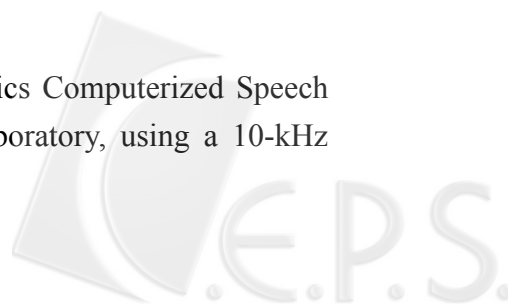 ics Computerized Speech
boratory, using a 10-kHz
C.E.P.S.